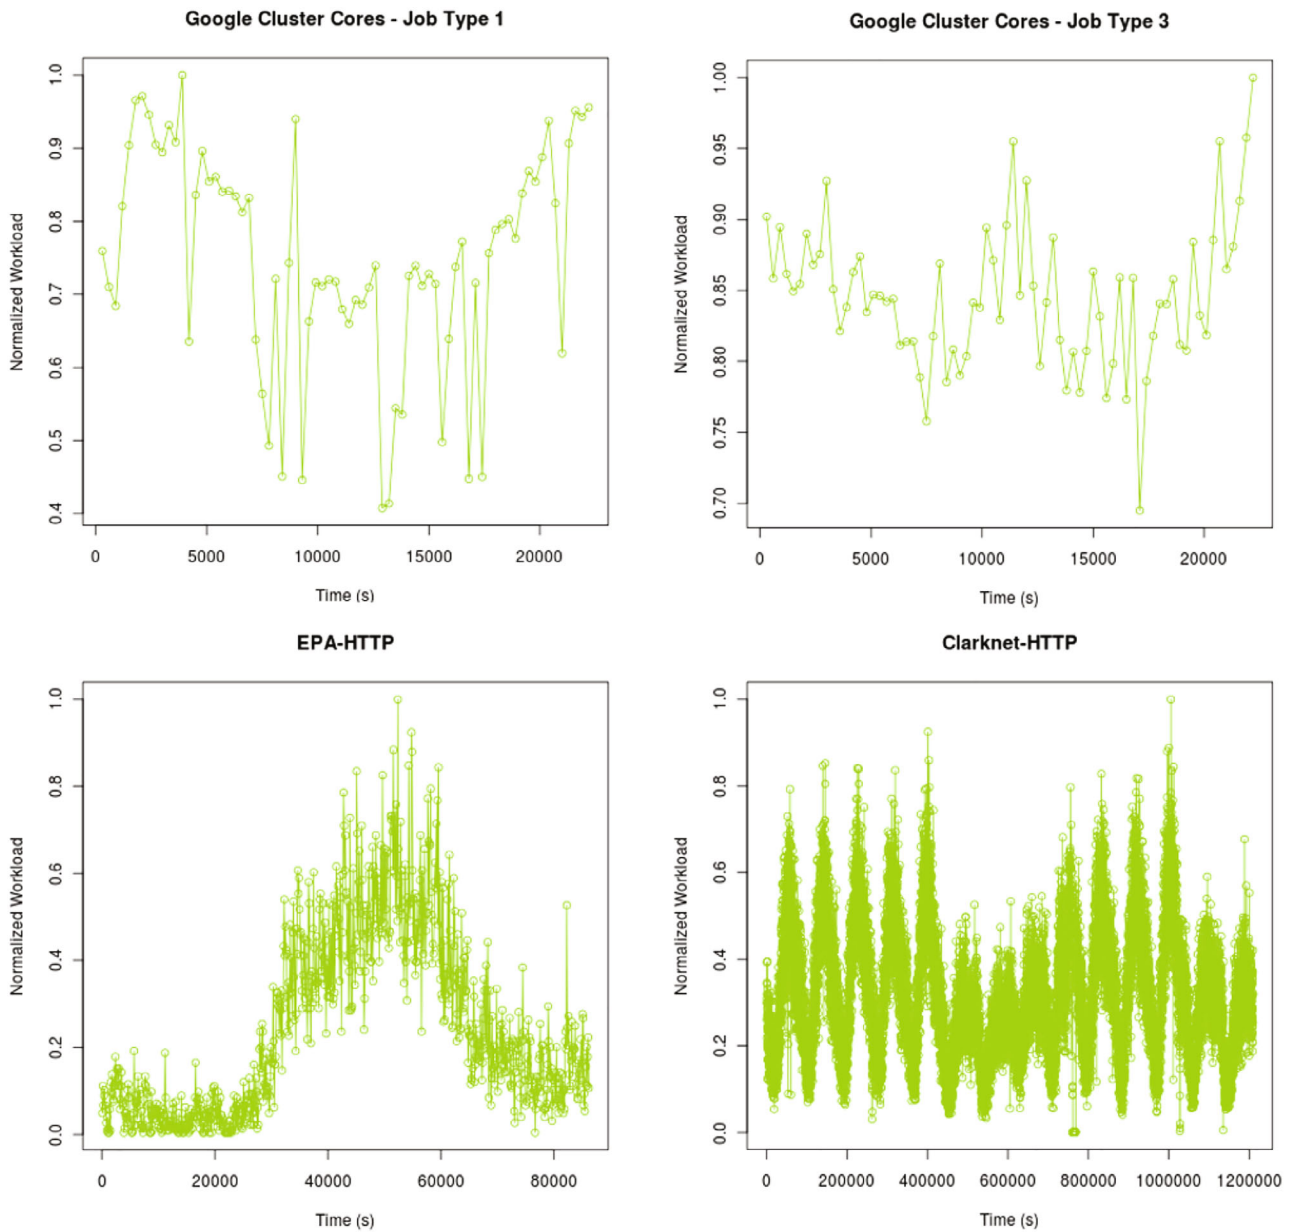 Google Cluster Cores - Job Type 1
Normalized Workload
1.0
0.9
0.8
0.7
0.6
0.5
0.4
0 5000 10000 15000 20000
Time (s)
Google Cluster Cores - Job Type 3
Normalized Workload
1.00
0.95
0.90
0.85
0.80
0.75
0.70
0 5000 10000 15000 20000
Time (s)
EPA-HTTP
Normalized Workload
1.0
0.8
0.6
0.4
0.2
0.0
0 20000 40000 60000 80000
Time (s)
Clarknet-HTTP
Normalized Workload
1.0
0.8
0.6
0.4
0.2
0.0
0 200000 400000 600000 800000 1000000 1200000
Time (s)